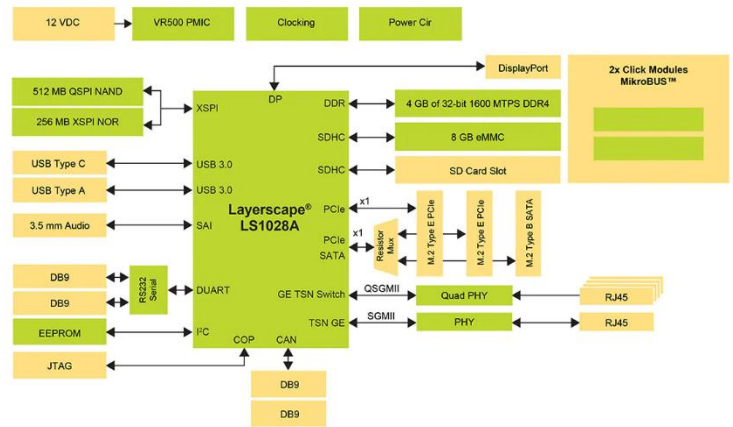 12 VDC
VR500 PMIC
Clocking
Power Cir
DisplayPort
2x Click Modules
MikroBUS™
512 MB QSPI NAND
256 MB XSPI NOR
XSPI
DP
DDR
4 GB of 32-bit 1600 MTPS DDR4
SDHC
8 GB eMMC
USB Type C
USB 3.0
SDHC
SD Card Slot
USB Type A
USB 3.0
Layerscape®
LS1028A
3.5 mm Audio
SAI
PCIe
x1
PCIe
x1
SATA
Resistor
Mux
M.2 Type E PCIe
M.2 Type E PCIe
M.2 Type B SATA
DB9
DB9
RS232
Serial
DUART
GE TSN Switch
QSGMII
Quad PHY
RJ45
EEPROM
I²C
TSN GE
SGMII
PHY
RJ45
JTAG
COP
CAN
DB9
DB9